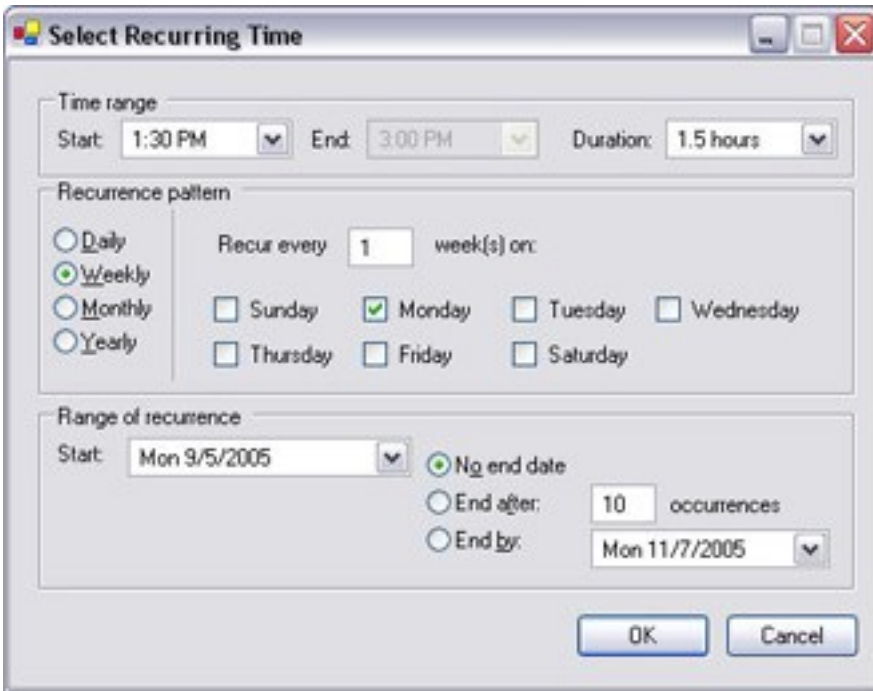 Select Recurring Time
Time range
Start: 1:30 PM End: 3:00 PM Duration: 1.5 hours
Recurrence pattern
Daily
Weekly
Monthly
Yearly
Recur every 1 week(s) on:
Sunday Monday Tuesday Wednesday
Thursday Friday Saturday
Range of recurrence
Start: Mon 9/5/2005
No end date
End after: 10 occurrences
End by: Mon 11/7/2005
OK Cancel